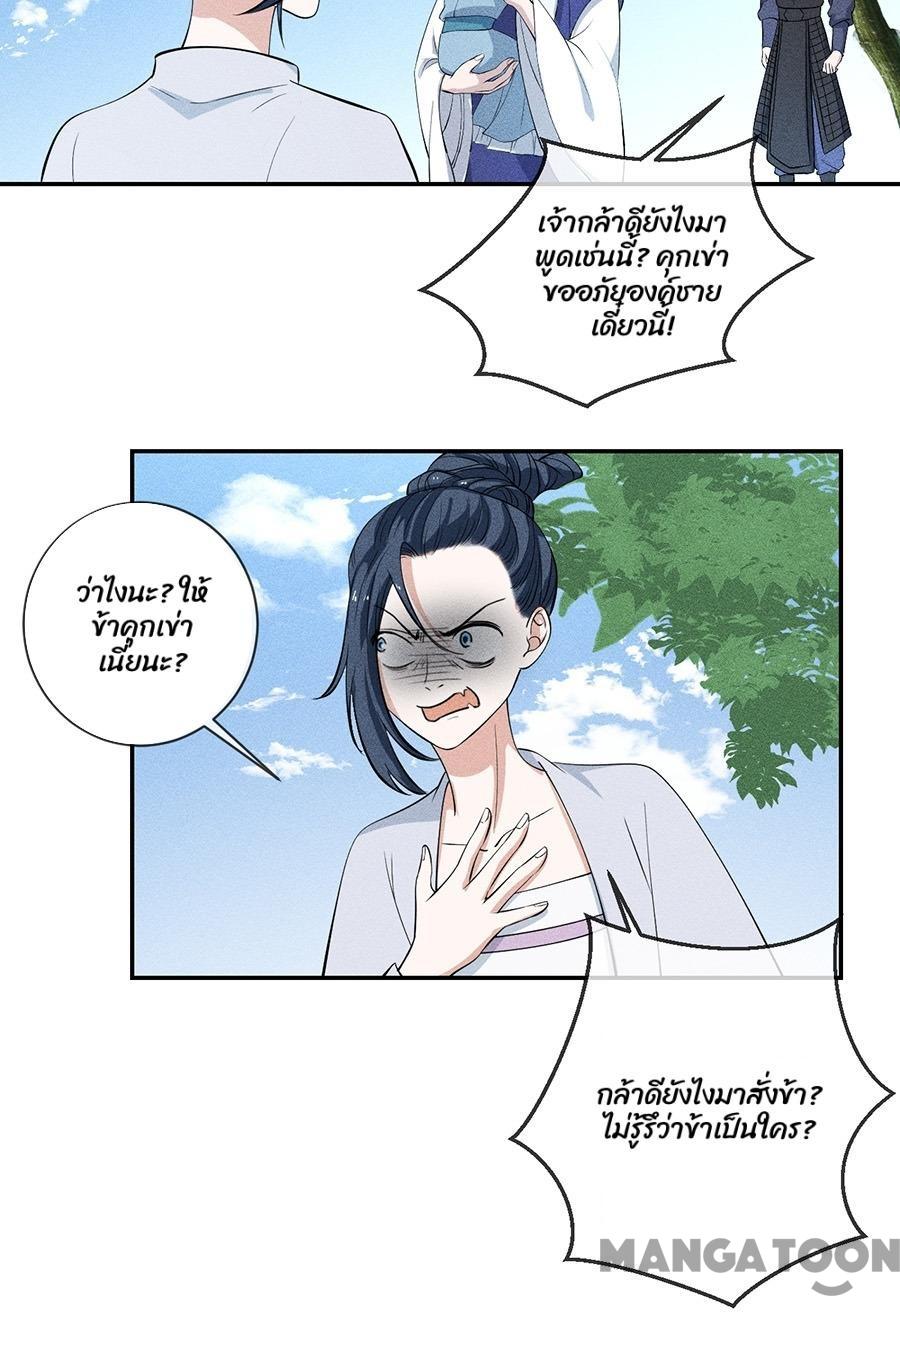 เจ้ากล้าดียังไงมา
พูดเช่นนี้? คุกเข่า
ขออภัยองค์ชาย
เดี๋ยวนี้!
ว่าไงนะ? ให้
ข้าคุกเข่า
เนี่ยนะ?
กล้าดียังไงมาสั่งข้า?
ไม่รู้รึว่าข้าเป็นใคร?
MANGATOON